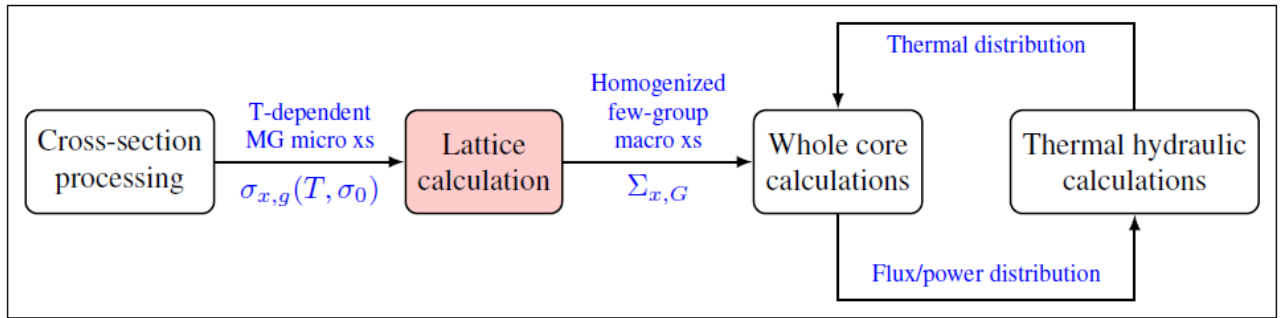 Cross-section
processing
T-dependent
MG micro xs
σ_{x,g}(T, σ_0)
Lattice
calculation
Homogenized
few-group
macro xs
Σ_{x,G}
Whole core
calculations
Thermal distribution
Flux/power distribution
Thermal hydraulic
calculations